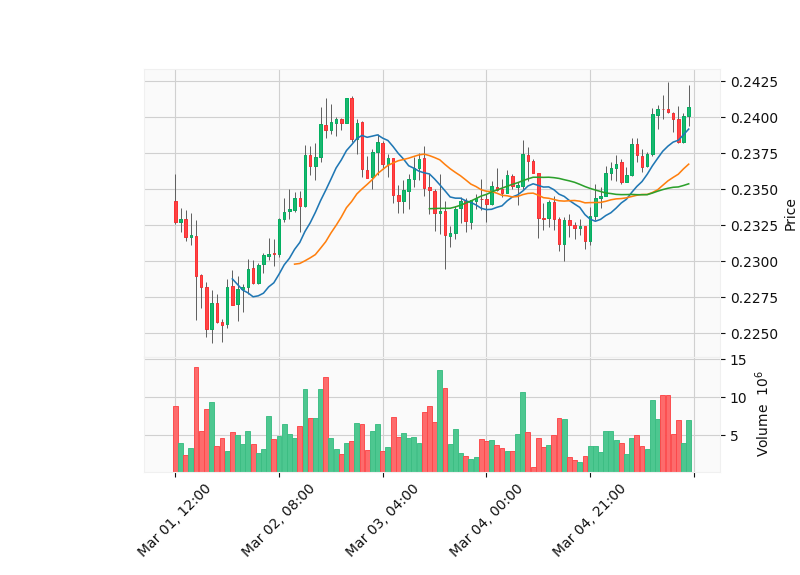 0.2425
0.2400
0.2375
0.2350
0.2325
0.2300
0.2275
0.2250
Price
15
10
5
Volume 10^6
Mar 01, 12:00
Mar 02, 08:00
Mar 03, 04:00
Mar 04, 00:00
Mar 04, 21:00